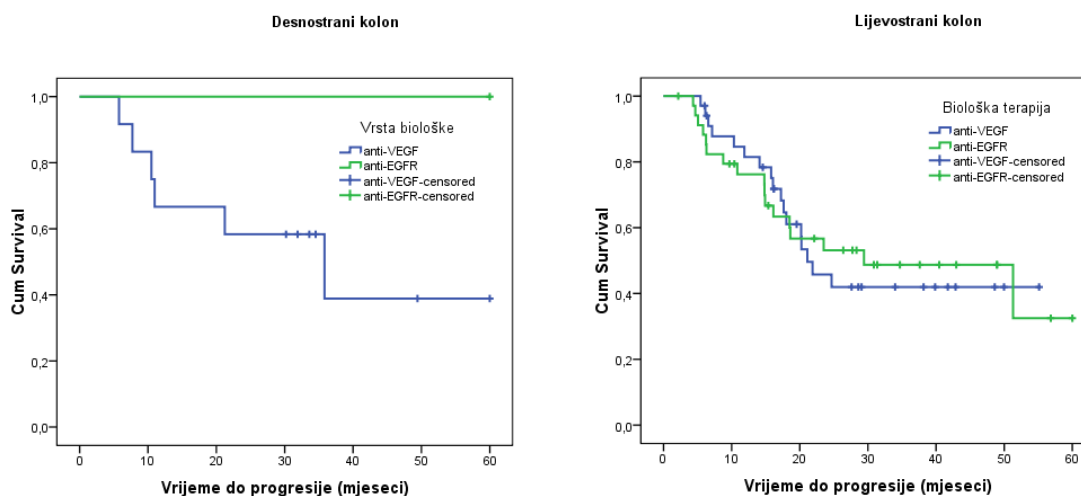 Desnostrani kolon
1,0
0,8
0,6
0,4
0,2
0,0
Cum Survival
Vrsta biološke
anti-VEGF
anti-EGFR
anti-VEGF-censored
anti-EGFR-censored
0 10 20 30 40 50 60
Vrijeme do progresije (mjeseci)
Lijevostrani kolon
1,0
0,8
0,6
0,4
0,2
0,0
Cum Survival
Biološka terapija
anti-VEGF
anti-EGFR
anti-VEGF-censored
anti-EGFR-censored
0 10 20 30 40 50 60
Vrijeme do progresije (mjeseci)